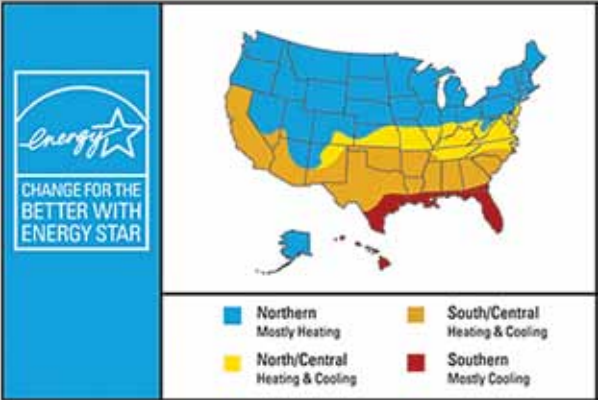 energy
CHANGE FOR THE
BETTER WITH
ENERGY STAR
Northern
Mostly Heating
South/Central
Heating & Cooling
North/Central
Heating & Cooling
Southern
Mostly Cooling